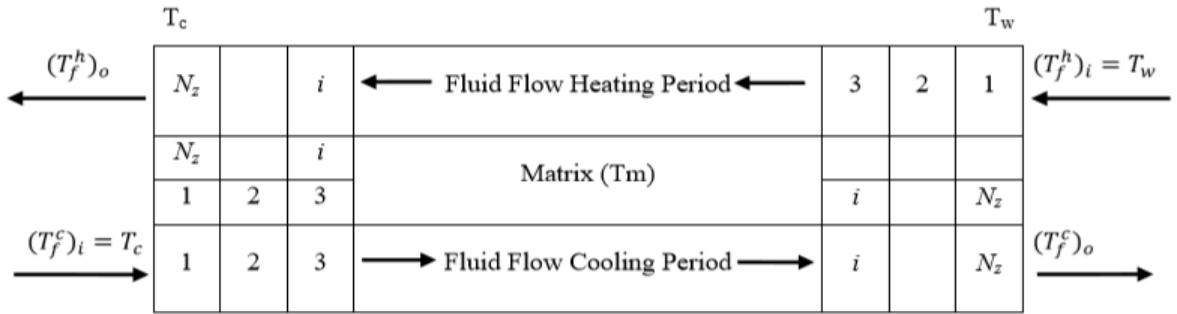 T_c T_w
(T_f^h)_o N_z i Fluid Flow Heating Period 3 2 1 (T_f^h)_i = T_w
N_z i
Matrix (Tm)
1 2 3 i N_z
(T_f^c)_i = T_c 1 2 3 Fluid Flow Cooling Period i N_z (T_f^c)_o